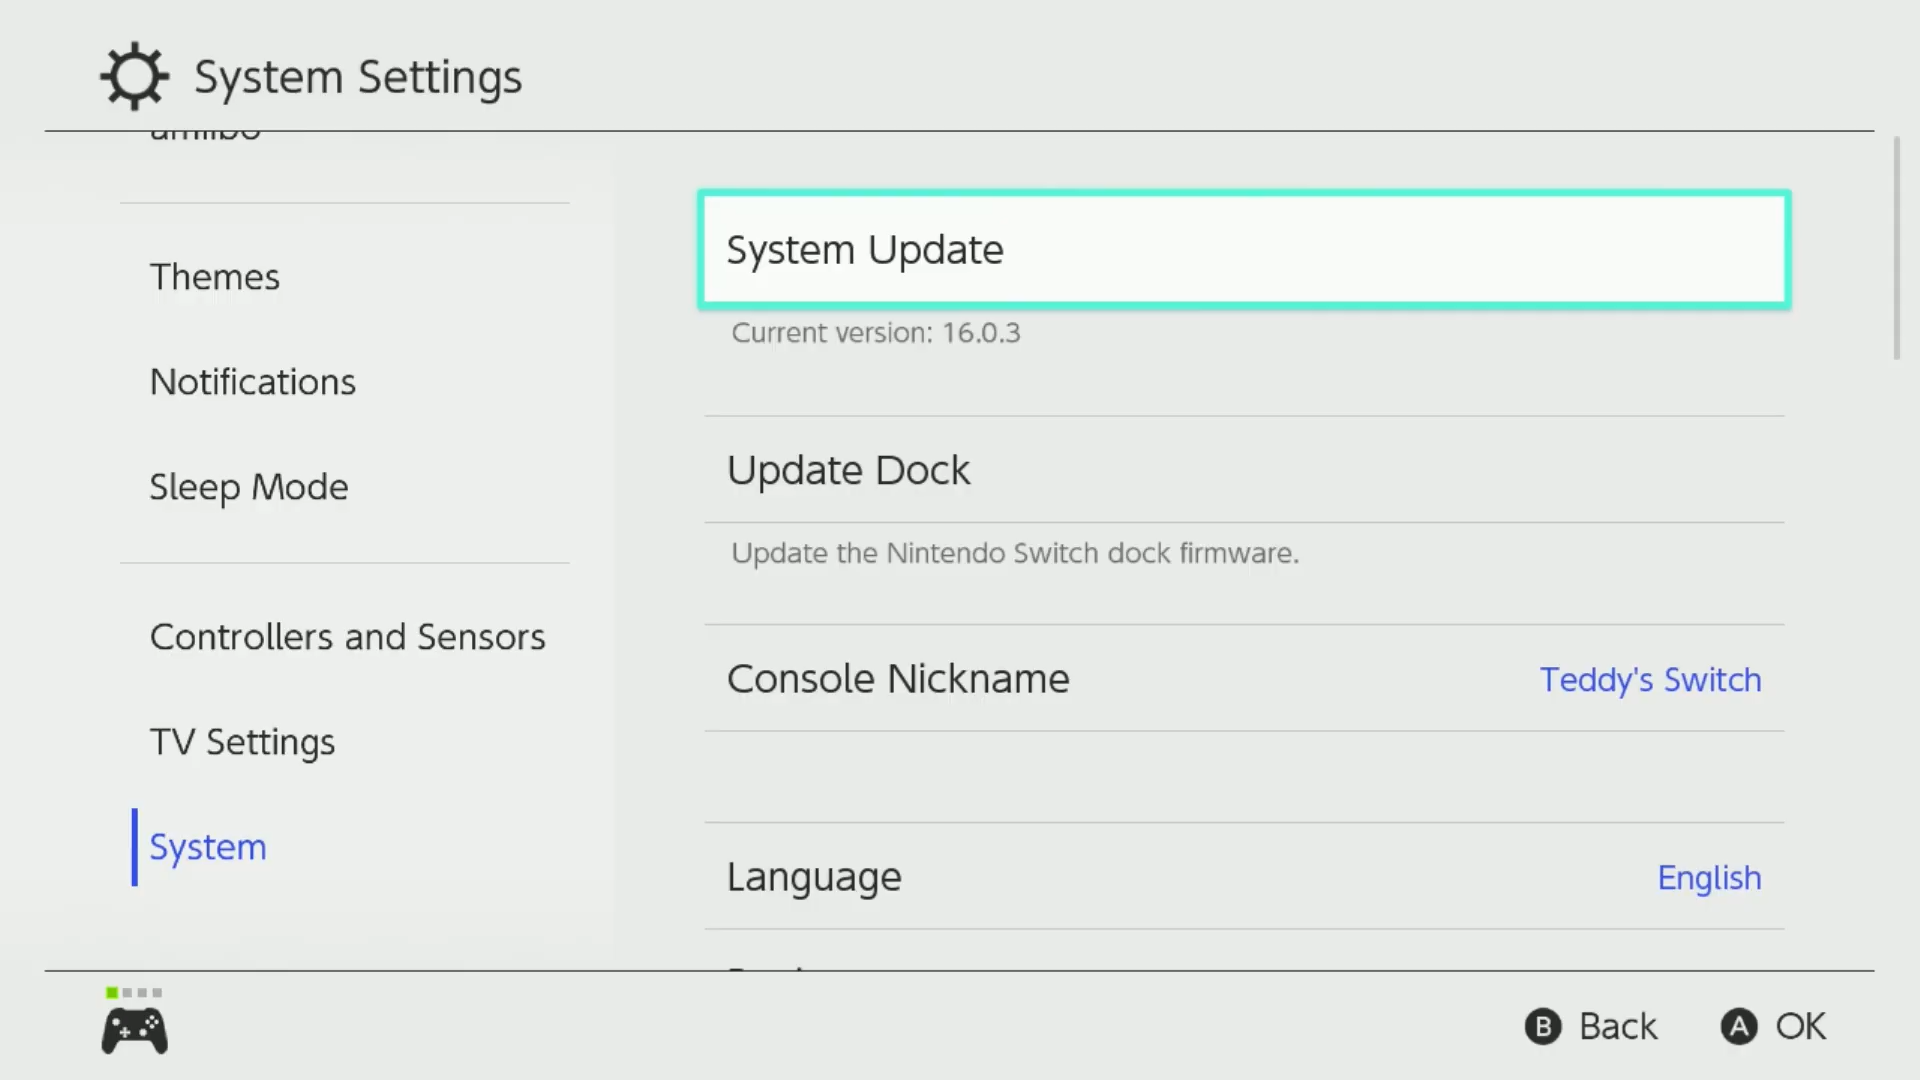 System Settings
amiibo
Themes
Notifications
Sleep Mode
Controllers and Sensors
TV Settings
System
System Update
Current version: 16.0.3
Update Dock
Update the Nintendo Switch dock firmware.
Console Nickname
Teddy's Switch
Language
English
B Back
A OK